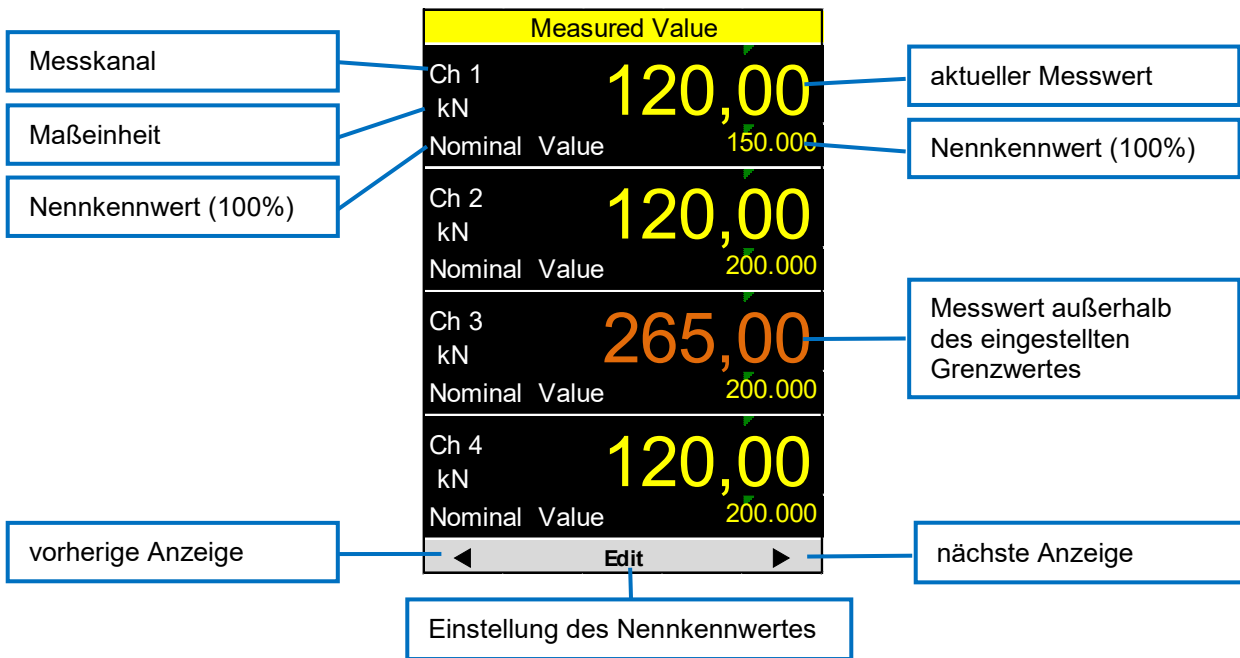 Measured Value
Messkanal
Maßeinheit
Nennkennwert (100%)
Ch 1
120,00
kN
Nominal Value
150.000
aktueller Messwert
Nennkennwert (100%)
Ch 2
120,00
kN
Nominal Value
200.000
Ch 3
265,00
kN
Nominal Value
200.000
Messwert außerhalb
des eingestellten
Grenzwertes
Ch 4
120,00
kN
Nominal Value
200.000
vorherige Anzeige
Edit
nächste Anzeige
Einstellung des Nennkennwertes